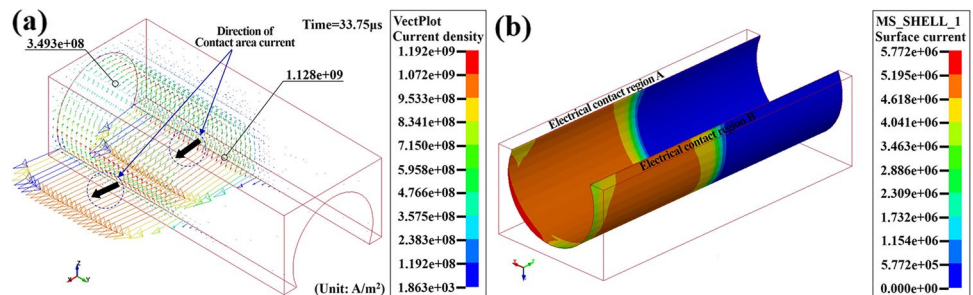 (a)
Direction of
Contact area current
Time=33.75μs
3.493e+08
1.128e+09
(Unit: A/m²)
X
Y
Z
VectPlot
Current density
1.192e+09
1.072e+09
9.533e+08
8.341e+08
7.150e+08
5.958e+08
4.766e+08
3.575e+08
2.383e+08
1.192e+08
1.863e+03
(b)
Electrical contact region A
Electrical contact region B
MS_SHELL_1
Surface current
5.772e+06
5.195e+06
4.618e+06
4.041e+06
3.463e+06
2.886e+06
2.309e+06
1.732e+06
1.154e+06
5.772e+05
0.000e+00